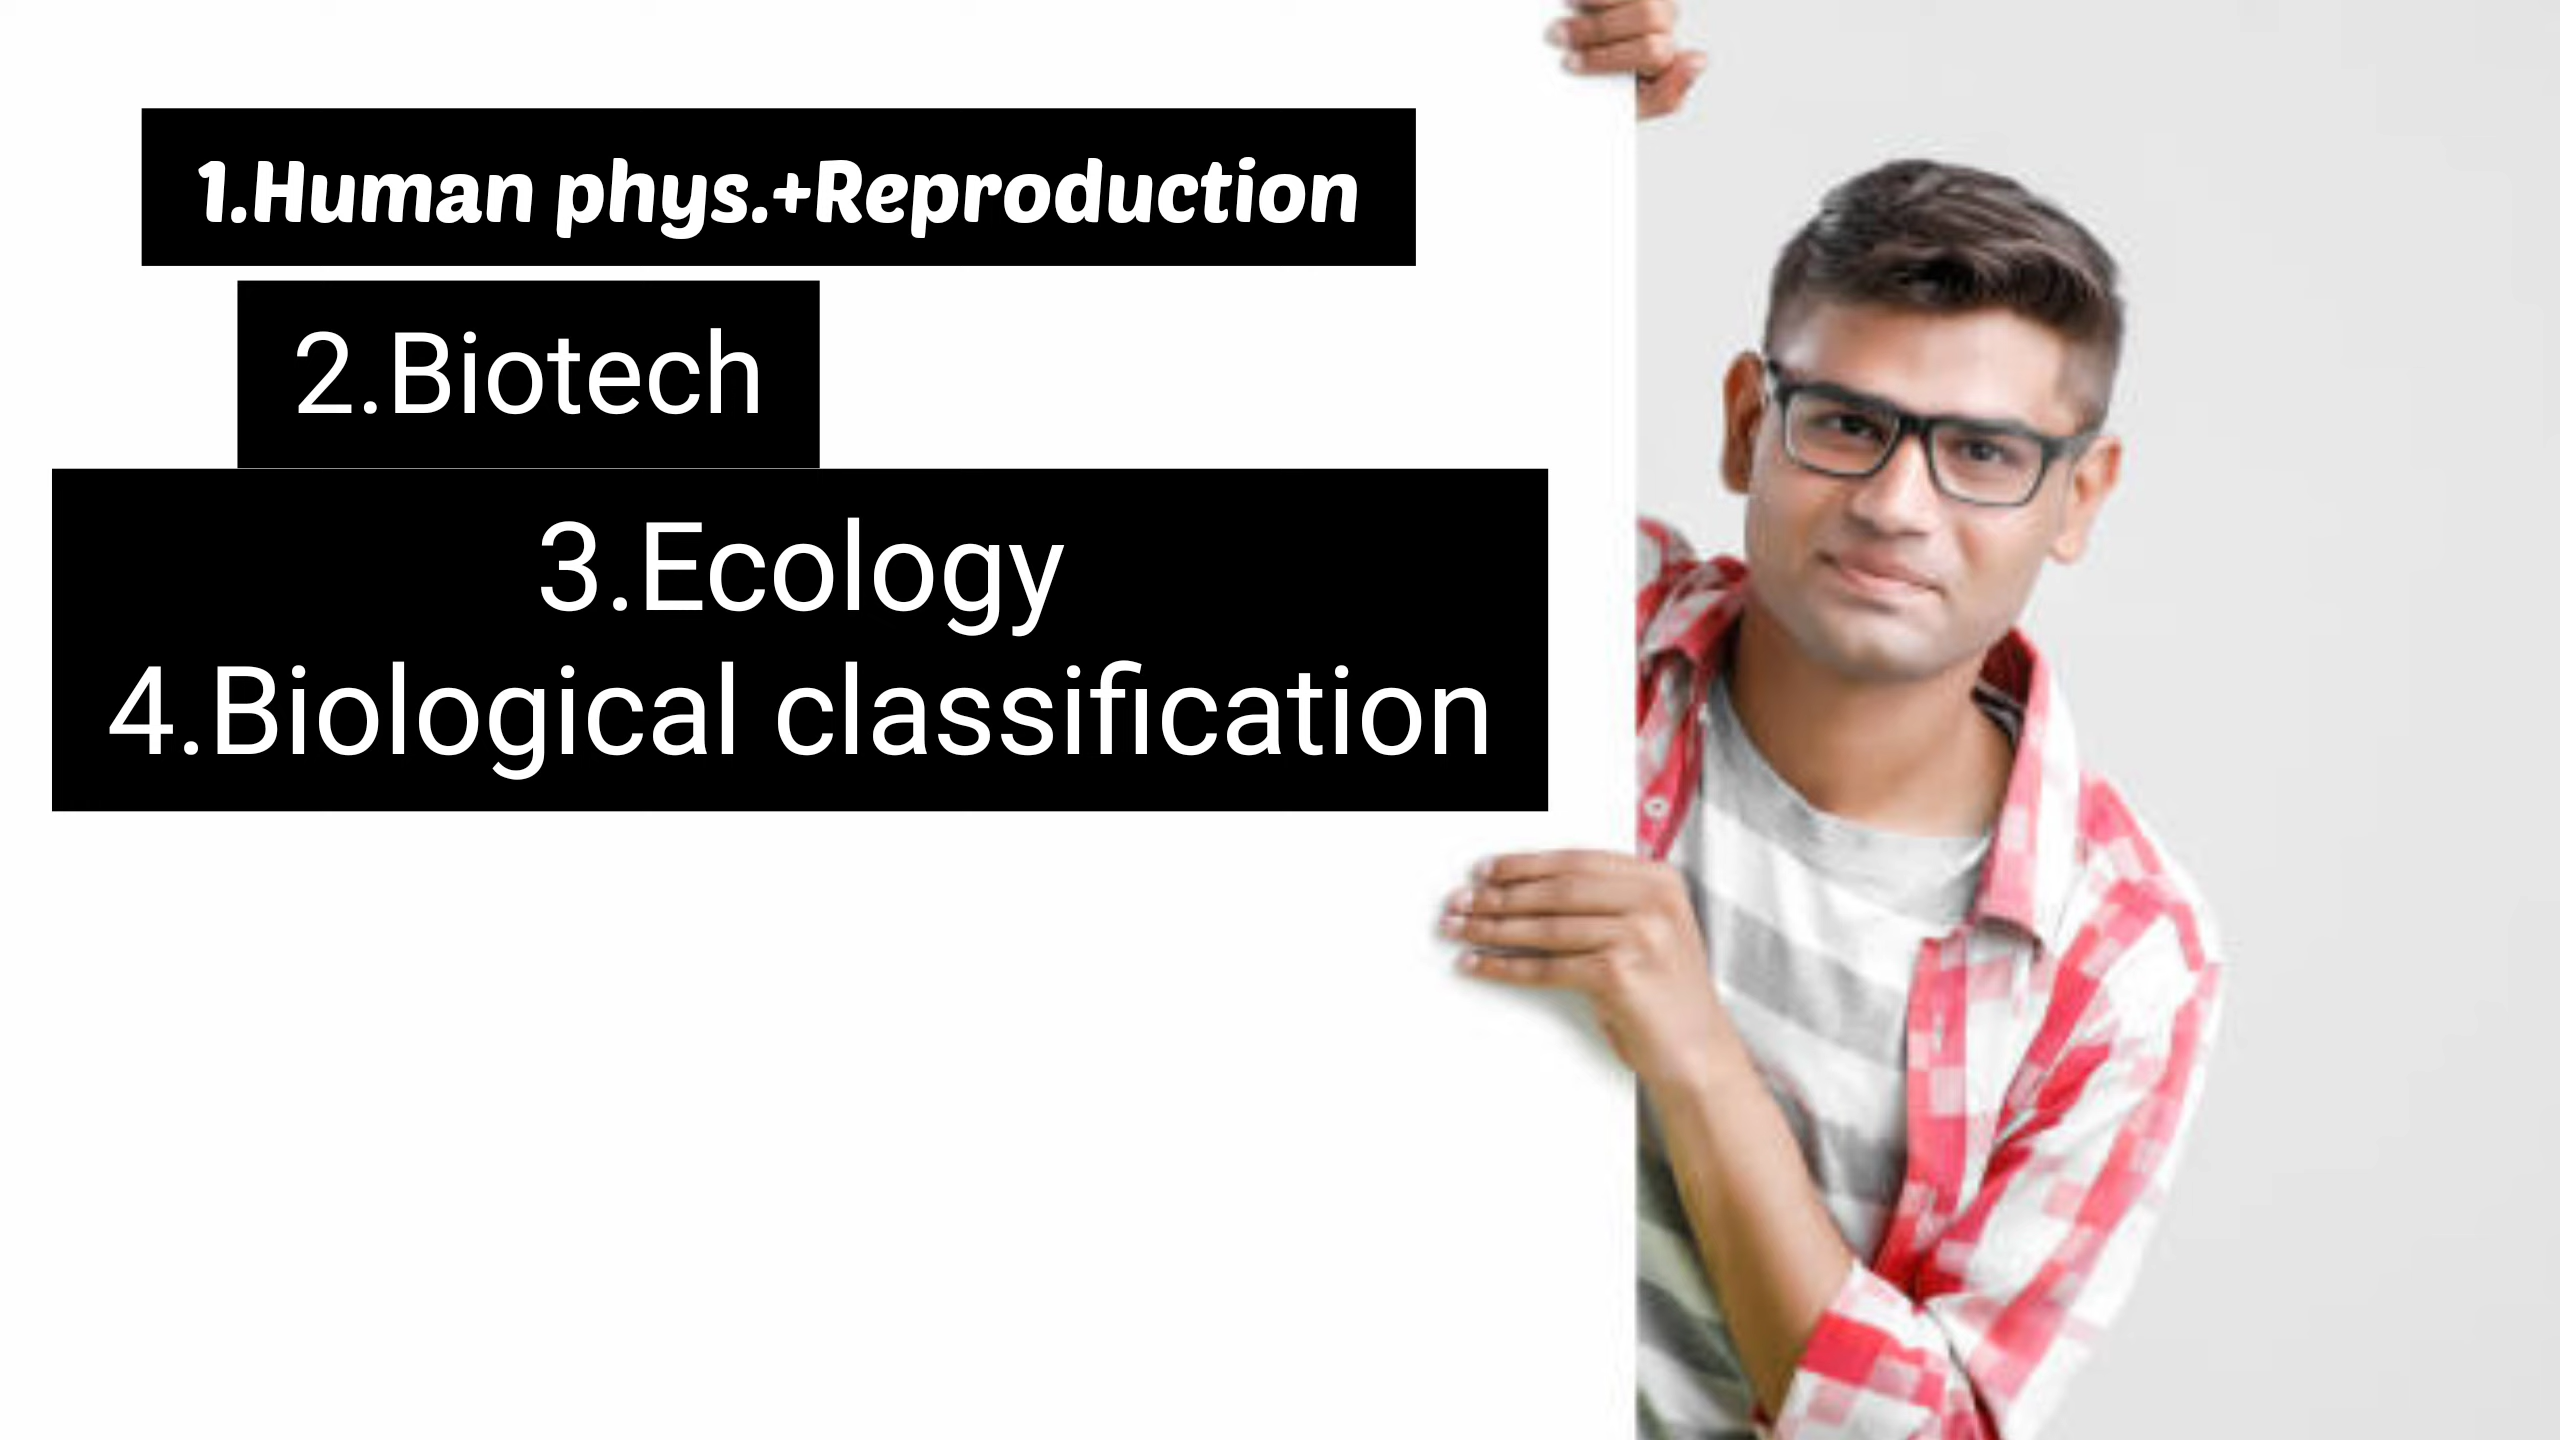 1.Human phys.+Reproduction
2.Biotech
3.Ecology
4.Biological classification